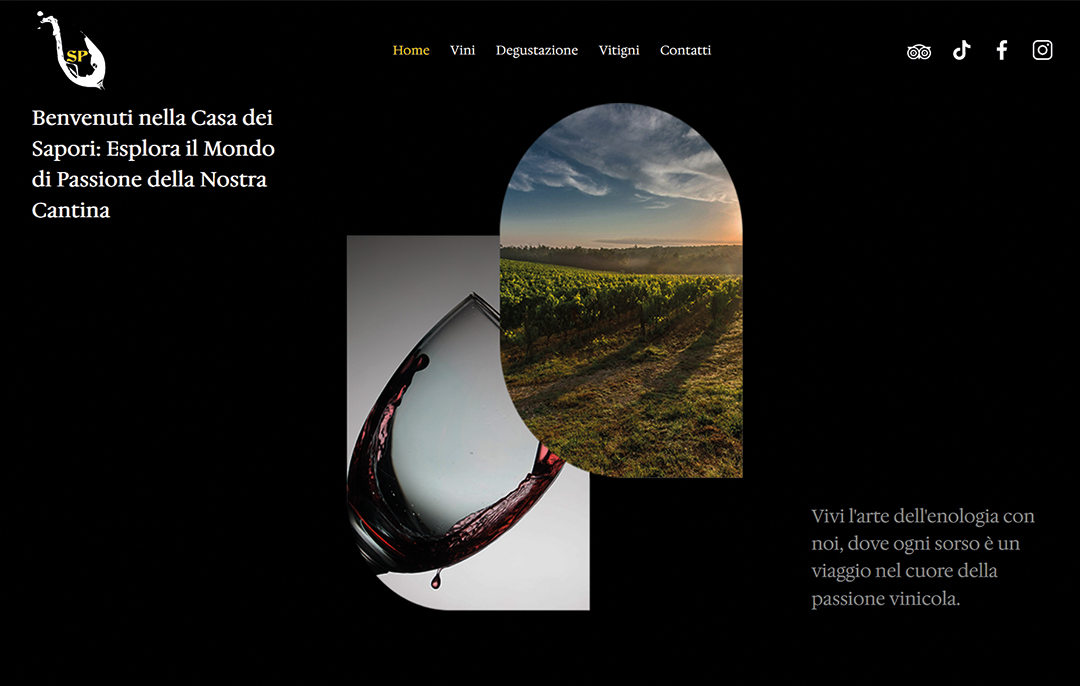 SP
Home Vini Degustazione Vitigni Contatti
Benvenuti nella Casa dei
Sapori: Esplora il Mondo
di Passione della Nostra
Cantina
Vivi l'arte dell'enologia con
noi, dove ogni sorso è un
viaggio nel cuore della
passione vinicola.